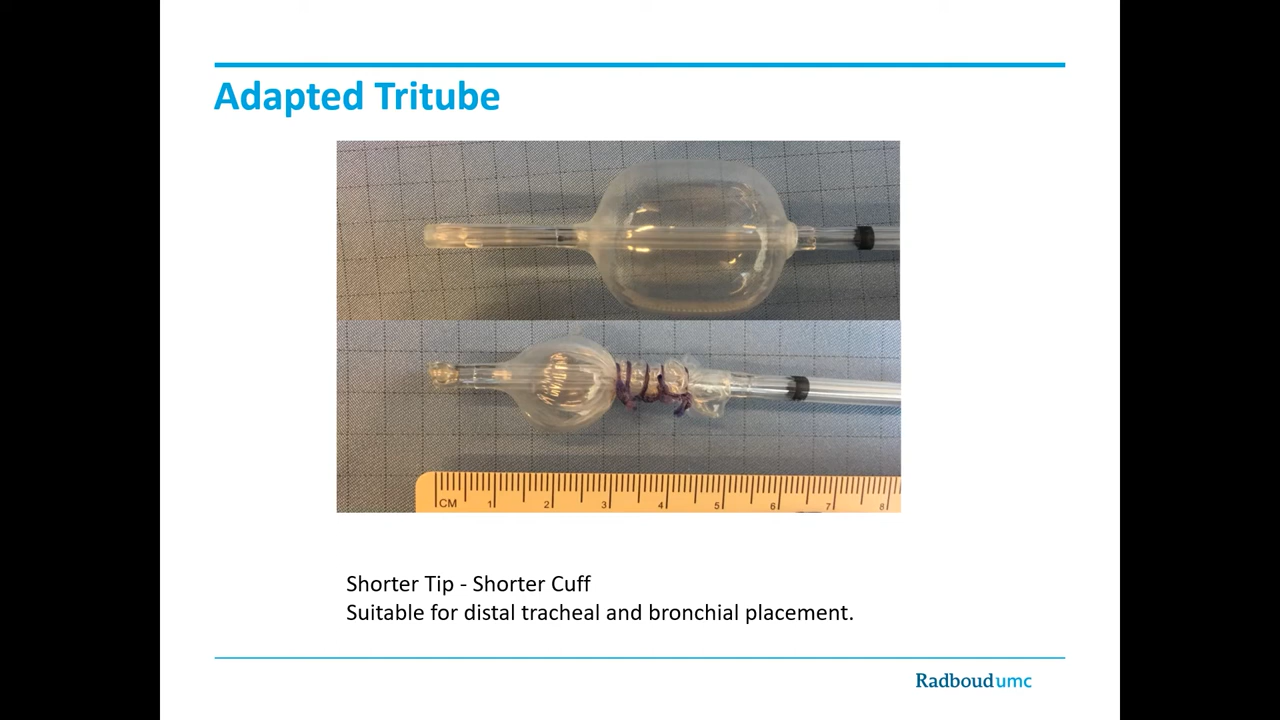 Adapted Tritube
CM 1 2 3 4 5 6 7 8
Shorter Tip - Shorter Cuff
Suitable for distal tracheal and bronchial placement.
Radboudumc